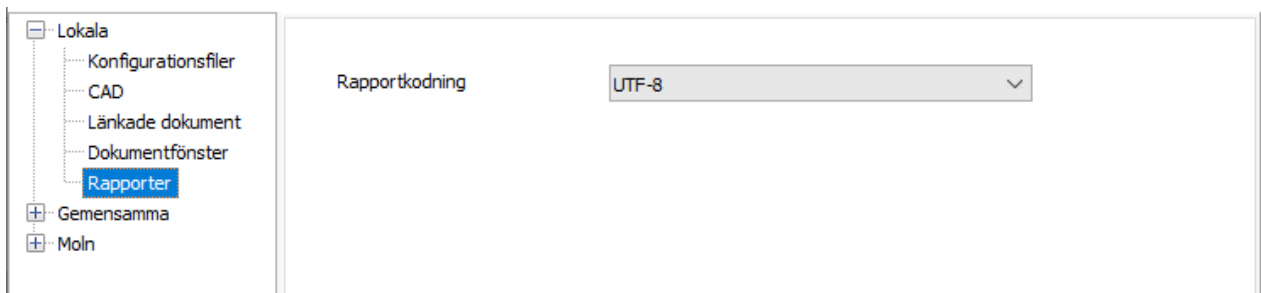 Lokala
Konfigurationsfiler
CAD
Länkade dokument
Dokumentfönster
Rapporter
Gemensamma
Moln
Rapportkodning
UTF-8